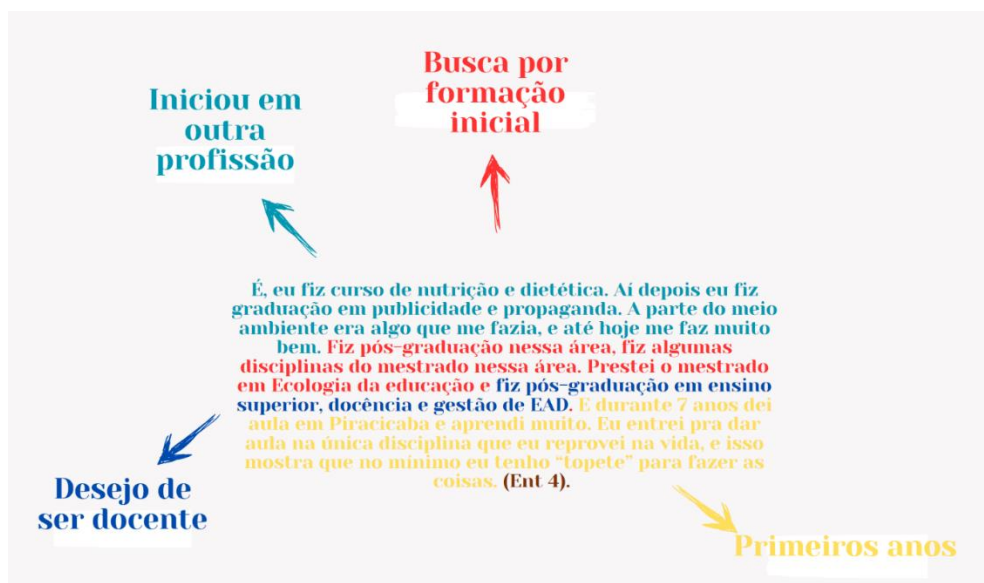 Busca por
formação
inicial
Iniciou em
outra
profissão
É, eu fiz curso de nutrição e dietética. Aí depois eu fiz
graduação em publicidade e propaganda. A parte do meio
ambiente era algo que me fazia, e até hoje me faz muito
bem. Fiz pós-graduação nessa área, fiz algumas
disciplinas do mestrado nessa área. Prestei o mestrado
em Ecologia da educação e fiz pós-graduação em ensino
superior, docência e gestão de EAD. E durante 7 anos dei
aula em Piracicaba e aprendi muito. Eu entrei pra dar
aula na única disciplina que eu reprovei na vida, e isso
mostra que no mínimo eu tenho “topete” para fazer as
coisas. (Ent 4).
Desejo de
ser docente
Primeiros anos